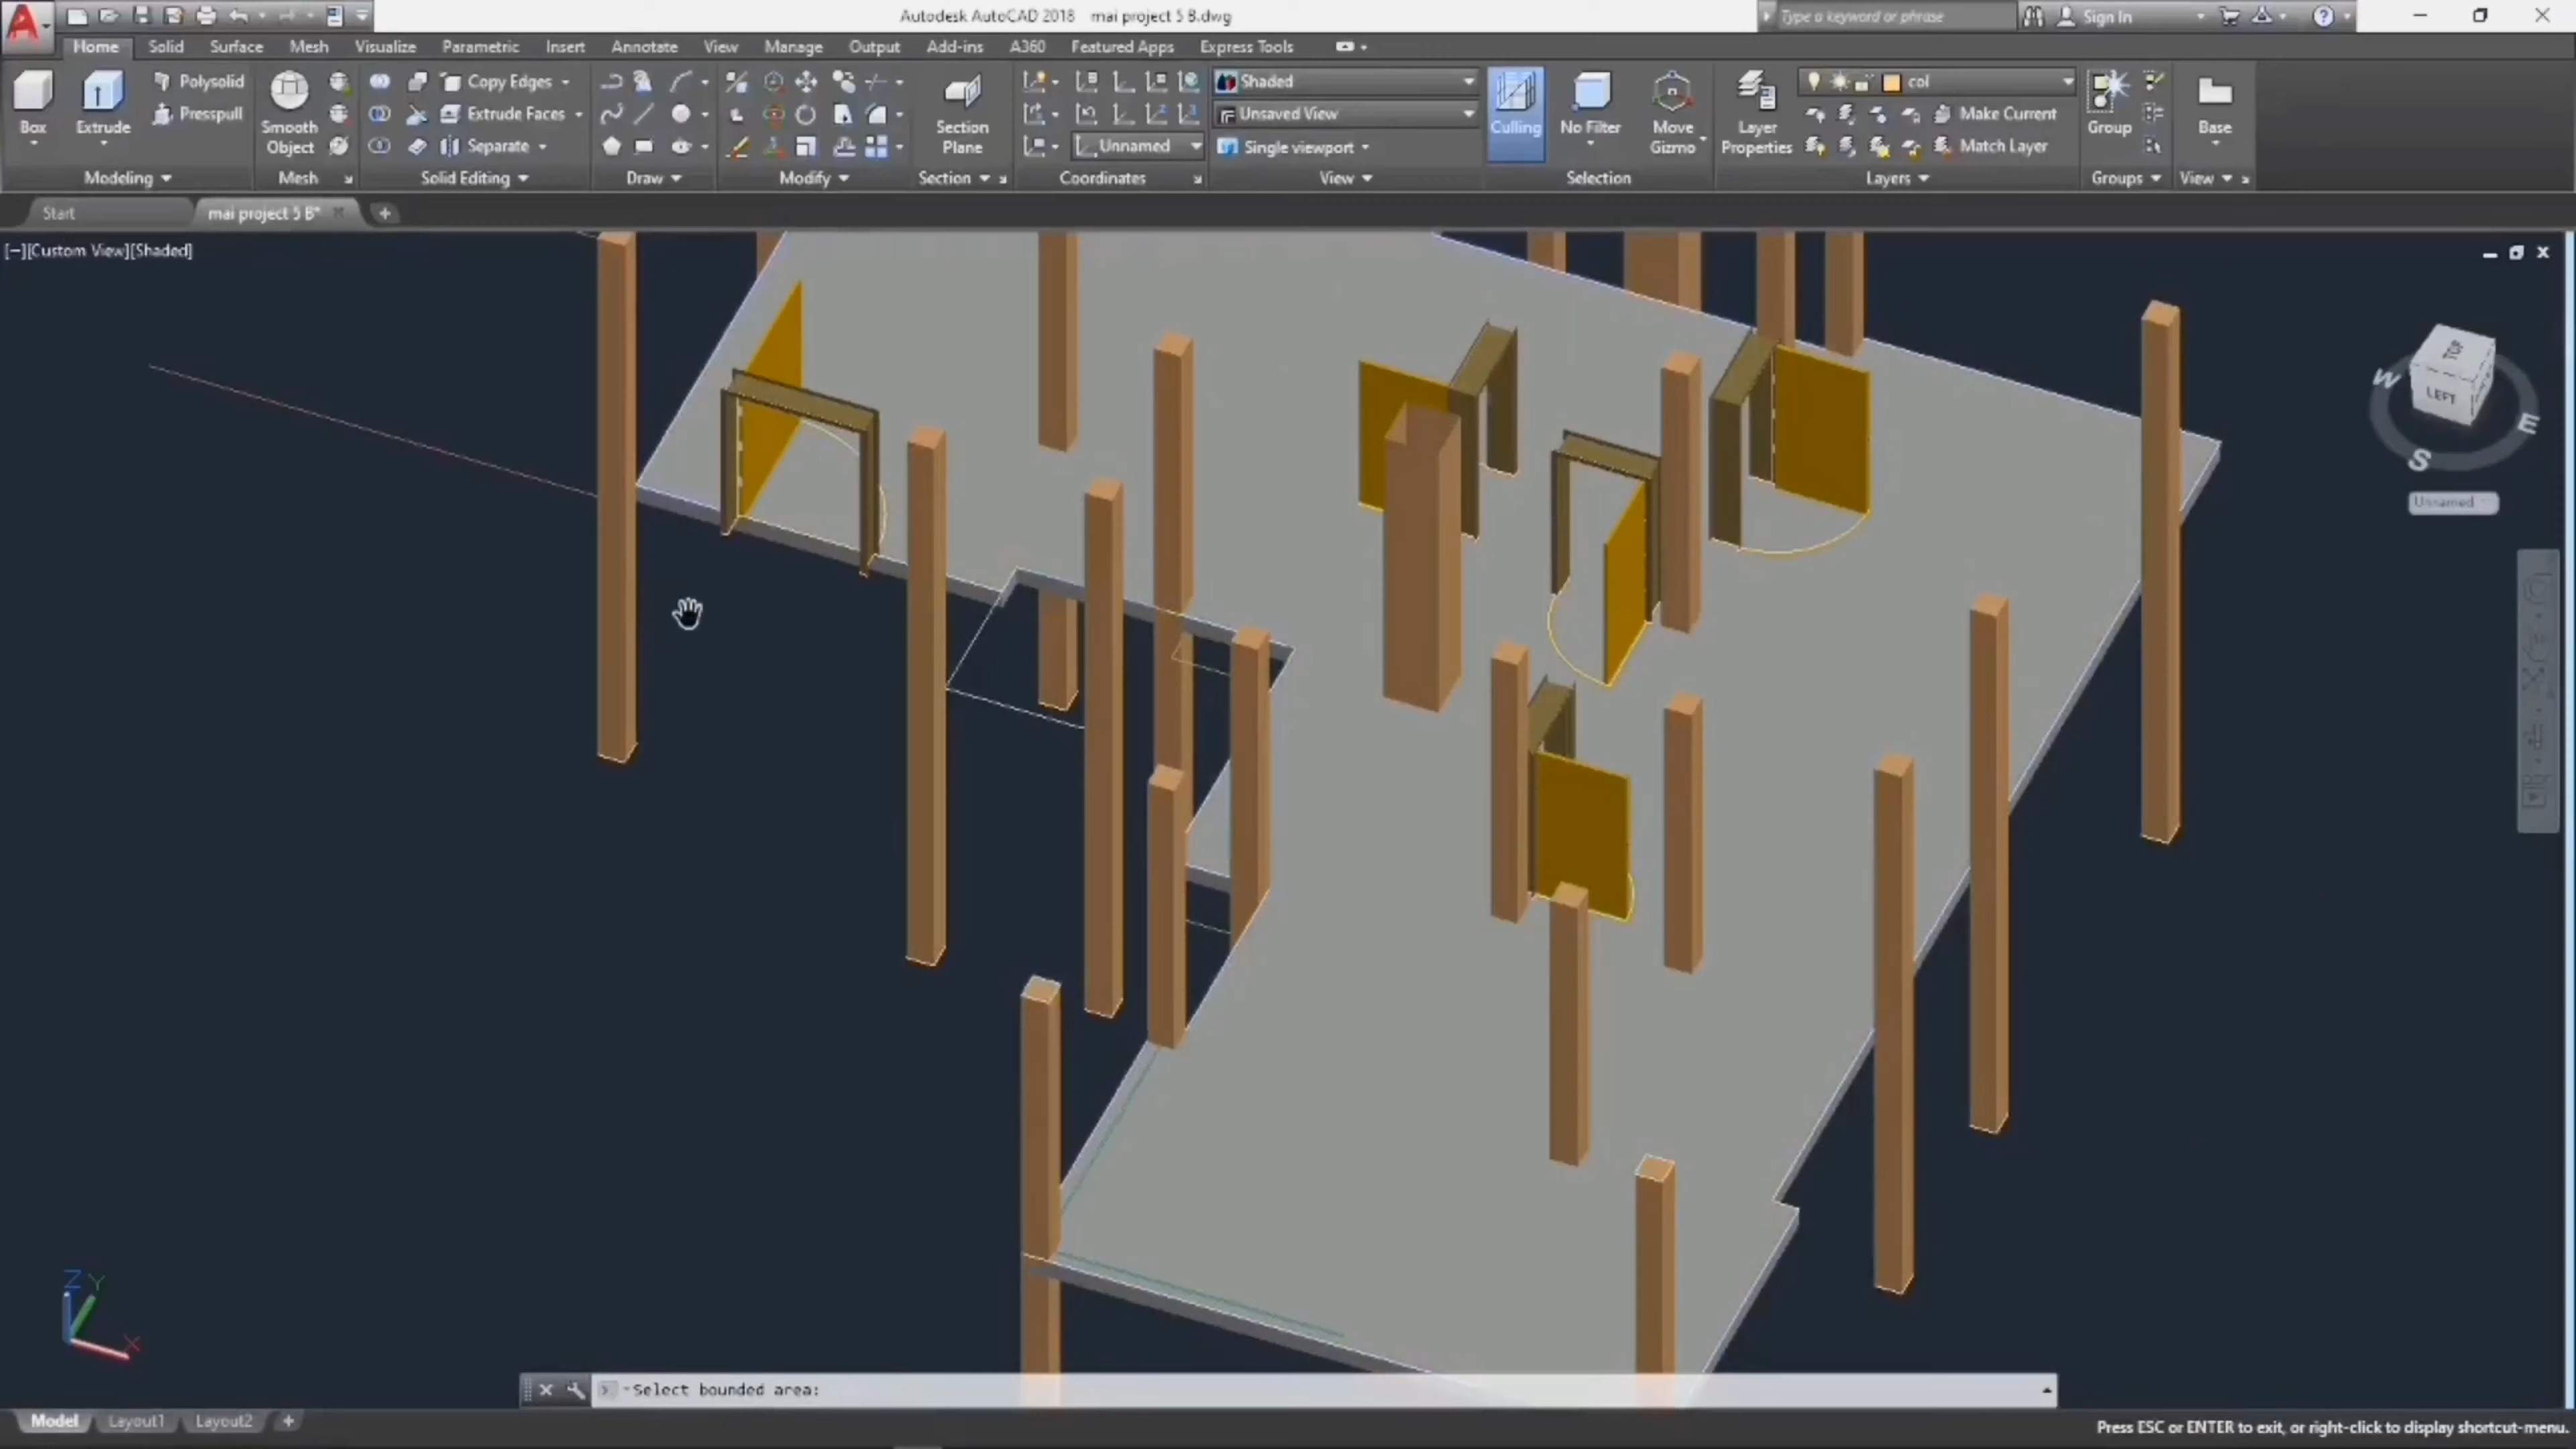 Autodesk AutoCAD 2018 mai project 5 B.dwg
Type a keyword or phrase
Sign In
Home Solid Surface Mesh Visualize Parametric Insert Annotate View Manage Output Add-ins A360 Featured Apps Express Tools
Polysolid
Presspull
Box
Extrude
Smooth
Object
Copy Edges
Extrude Faces
Separate
Section
Plane
Unnamed
Shaded
Unsaved View
Single viewport
Culling
No Filter
Move
Gizmo
Layer
Properties
col
Make Current
Match Layer
Group
Base
Modeling
Mesh
Solid Editing
Draw
Modify
Section
Coordinates
View
Selection
Layers
Groups
View
Start
mai project 5 B*
[−][Custom View][Shaded]
TOP
LEFT
W
E
S
Unnamed
Z
Y
X
Select bounded area:
Model
Layout1
Layout2
Press ESC or ENTER to exit, or right-click to display shortcut-menu.